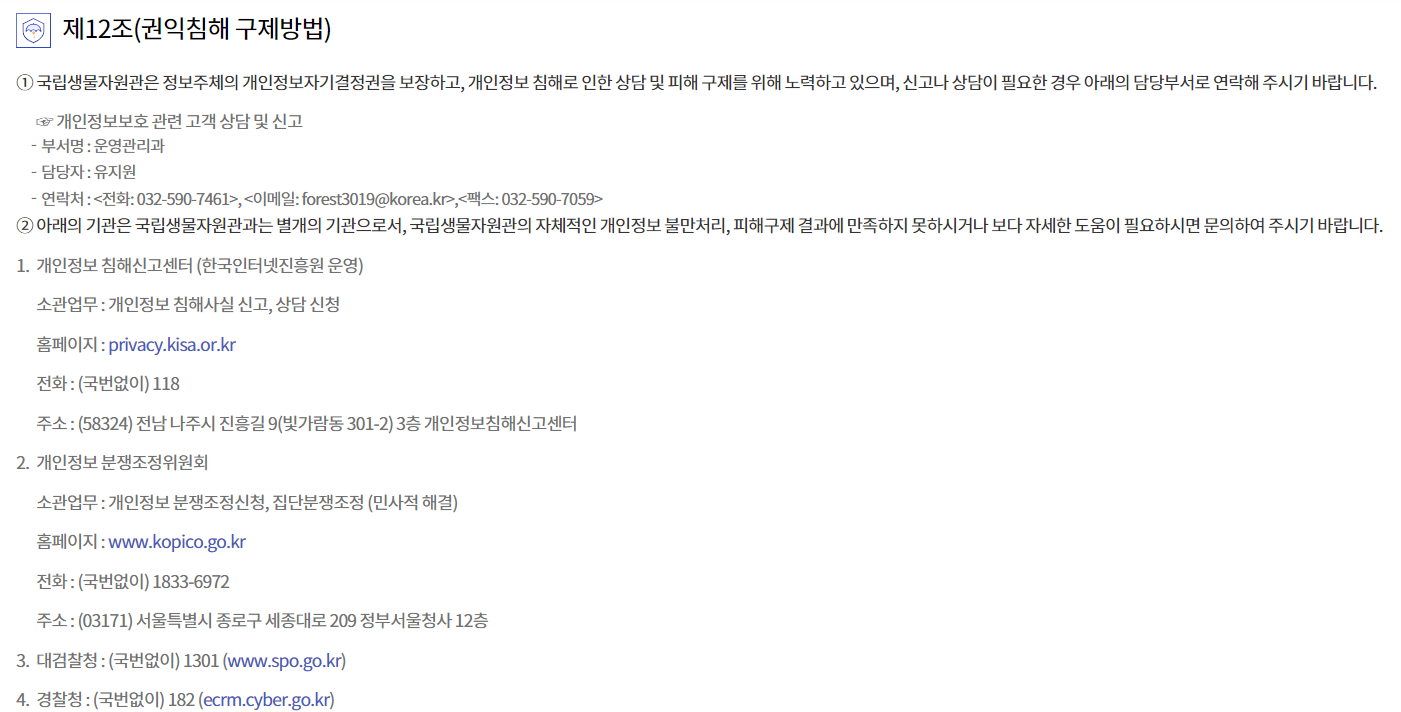 제12조(권익침해 구제방법)
① 국립생물자원관은 정보주체의 개인정보자기결정권을 보장하고, 개인정보 침해로 인한 상담 및 피해 구제를 위해 노력하고 있으며, 신고나 상담이 필요한 경우 아래의 담당부서로 연락해 주시기 바랍니다.
☞ 개인정보보호 관련 고객 상담 및 신고
- 부서명 : 운영관리과
- 담당자 : 유지원
- 연락처 : <전화: 032-590-7461>, <이메일: forest3019@korea.kr>,<팩스: 032-590-7059>
② 아래의 기관은 국립생물자원관과는 별개의 기관으로서, 국립생물자원관의 자체적인 개인정보 불만처리, 피해구제 결과에 만족하지 못하시거나 보다 자세한 도움이 필요하시면 문의하여 주시기 바랍니다.
1. 개인정보 침해신고센터 (한국인터넷진흥원 운영)
소관업무 : 개인정보 침해사실 신고, 상담 신청
홈페이지 : privacy.kisa.or.kr
전화 : (국번없이) 118
주소 : (58324) 전남 나주시 진흥길 9(빛가람동 301-2) 3층 개인정보침해신고센터
2. 개인정보 분쟁조정위원회
소관업무 : 개인정보 분쟁조정신청, 집단분쟁조정 (민사적 해결)
홈페이지 : www.kopico.go.kr
전화 : (국번없이) 1833-6972
주소 : (03171) 서울특별시 종로구 세종대로 209 정부서울청사 12층
3. 대검찰청 : (국번없이) 1301 (www.spo.go.kr)
4. 경찰청 : (국번없이) 182 (ecrm.cyber.go.kr)